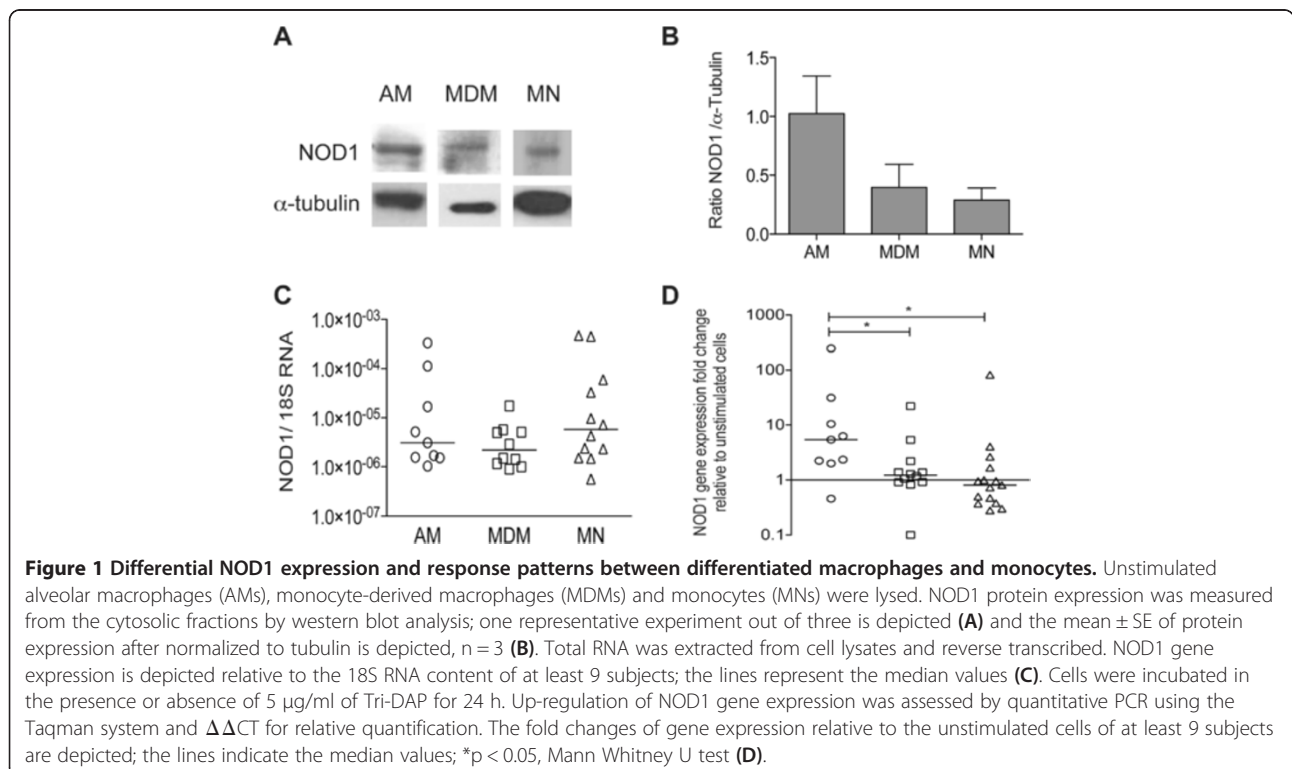 A
AM MDM MN
NOD1
α-tubulin
B
Ratio NOD1 /α-Tubulin
1.5
1.0
0.5
0.0
AM MDM MN
C
NOD1/ 18S RNA
1.0×10-03
1.0×10-04
1.0×10-05
1.0×10-06
1.0×10-07
AM MDM MN
D
NOD1 gene expression fold change
relative to unstimulated cells
1000
100
10
1
0.1
*
*
Figure 1 Differential NOD1 expression and response patterns between differentiated macrophages and monocytes. Unstimulated
alveolar macrophages (AMs), monocyte-derived macrophages (MDMs) and monocytes (MNs) were lysed. NOD1 protein expression was measured
from the cytosolic fractions by western blot analysis; one representative experiment out of three is depicted (A) and the mean ± SE of protein
expression after normalized to tubulin is depicted, n = 3 (B). Total RNA was extracted from cell lysates and reverse transcribed. NOD1 gene
expression is depicted relative to the 18S RNA content of at least 9 subjects; the lines represent the median values (C). Cells were incubated in
the presence or absence of 5 μg/ml of Tri-DAP for 24 h. Up-regulation of NOD1 gene expression was assessed by quantitative PCR using the
Taqman system and ΔΔCT for relative quantification. The fold changes of gene expression relative to the unstimulated cells of at least 9 subjects
are depicted; the lines indicate the median values; *p < 0.05, Mann Whitney U test (D).